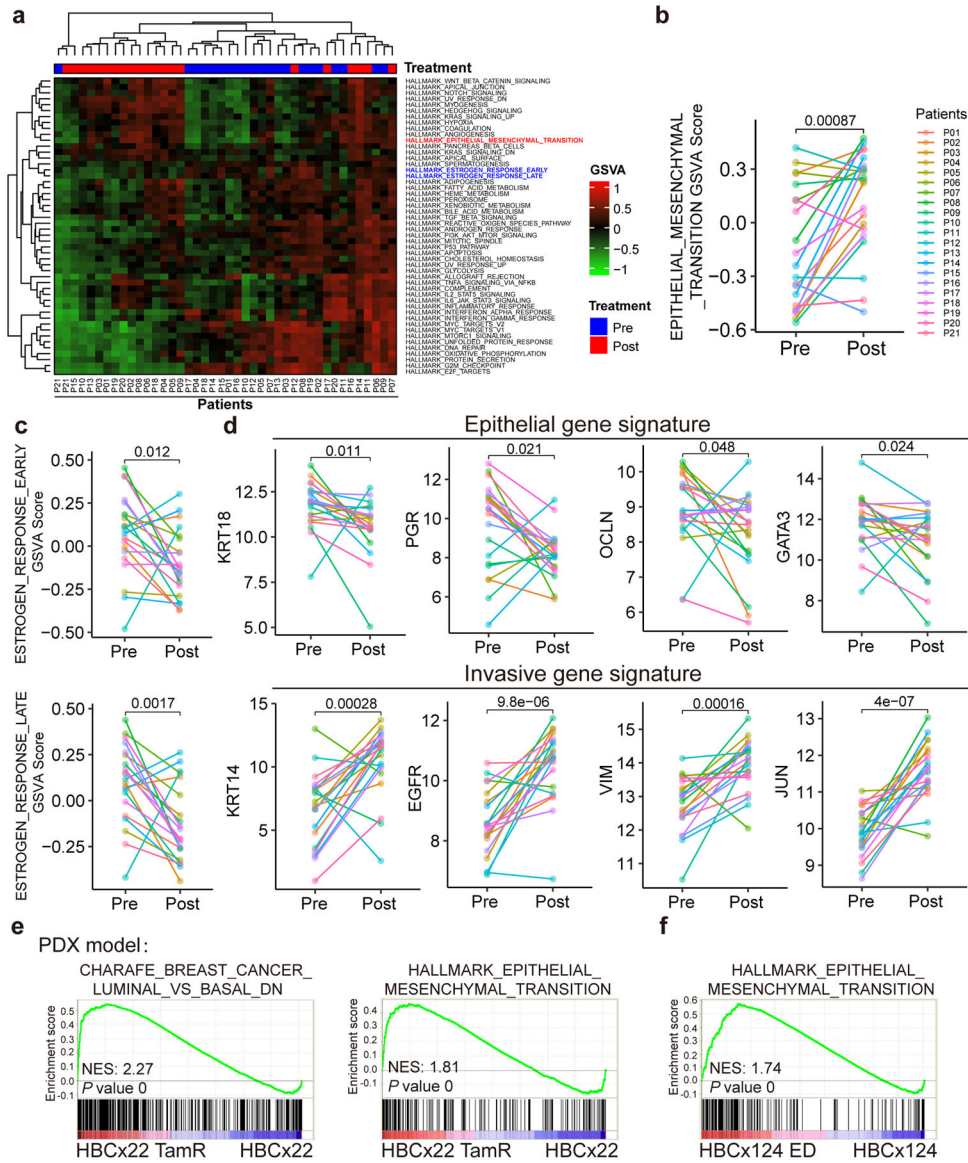 a
Treatment
HALLMARK_WNT_BETA_CATENIN_SIGNALING
HALLMARK_APICAL_JUNCTION
HALLMARK_NOTCH_SIGNALING
HALLMARK_UV_RESPONSE_DN
HALLMARK_MYOGENESIS
HALLMARK_HEDGEHOG_SIGNALING
HALLMARK_KRAS_SIGNALING_UP
HALLMARK_HYPOXIA
HALLMARK_COAGULATION
HALLMARK_ANGIOGENESIS
HALLMARK_EPITHELIAL_MESENCHYMAL_TRANSITION
HALLMARK_PANCREAS_BETA_CELLS
HALLMARK_KRAS_SIGNALING_DN
HALLMARK_APICAL_SURFACE
HALLMARK_SPERMATOGENESIS
HALLMARK_ESTROGEN_RESPONSE_EARLY
HALLMARK_ESTROGEN_RESPONSE_LATE
HALLMARK_ADIPOGENESIS
HALLMARK_FATTY_ACID_METABOLISM
HALLMARK_HEME_METABOLISM
HALLMARK_PEROXISOME
HALLMARK_XENOBIOTIC_METABOLISM
HALLMARK_BILE_ACID_METABOLISM
HALLMARK_TGF_BETA_SIGNALING
HALLMARK_REACTIVE_OXYGEN_SPECIES_PATHWAY
HALLMARK_ANDROGEN_RESPONSE
HALLMARK_PI3K_AKT_MTOR_SIGNALING
HALLMARK_MITOTIC_SPINDLE
HALLMARK_P53_PATHWAY
HALLMARK_APOPTOSIS
HALLMARK_CHOLESTEROL_HOMEOSTASIS
HALLMARK_UV_RESPONSE_UP
HALLMARK_GLYCOLYSIS
HALLMARK_ALLOGRAFT_REJECTION
HALLMARK_TNFA_SIGNALING_VIA_NFKB
HALLMARK_COMPLEMENT
HALLMARK_IL2_STAT5_SIGNALING
HALLMARK_IL6_JAK_STAT3_SIGNALING
HALLMARK_INFLAMMATORY_RESPONSE
HALLMARK_INTERFERON_ALPHA_RESPONSE
HALLMARK_INTERFERON_GAMMA_RESPONSE
HALLMARK_MYC_TARGETS_V2
HALLMARK_MYC_TARGETS_V1
HALLMARK_MTORC1_SIGNALING
HALLMARK_UNFOLDED_PROTEIN_RESPONSE
HALLMARK_DNA_REPAIR
HALLMARK_OXIDATIVE_PHOSPHORYLATION
HALLMARK_PROTEIN_SECRETION
HALLMARK_G2M_CHECKPOINT
HALLMARK_E2F_TARGETS
GSVA
1
0.5
0
−0.5
−1
Treatment
Pre
Post
Patients
b
EPITHELIAL_MESENCHYMAL
_TRANSITION GSVA Score
0.00087
0.3
0.0
−0.3
−0.6
Pre Post
Patients
P01
P02
P03
P04
P05
P06
P07
P08
P09
P10
P11
P12
P13
P14
P15
P16
P17
P18
P19
P20
P21
c
ESTROGEN_RESPONSE_EARLY
GSVA Score
0.012
0.50
0.25
0.00
−0.25
−0.50
Pre Post
ESTROGEN_RESPONSE_LATE
GSVA Score
0.0017
0.50
0.25
0.00
−0.25
Pre Post
d
Epithelial gene signature
KRT18
0.011
12.5
10.0
7.5
5.0
Pre Post
PGR
0.021
12
10
8
6
Pre Post
OCLN
0.048
10
9
8
7
6
Pre Post
GATA3
0.024
14
12
10
8
Pre Post
Invasive gene signature
KRT14
0.00028
15
10
5
Pre Post
EGFR
9.8e−06
12
10
8
Pre Post
VIM
0.00016
15
14
13
12
11
Pre Post
JUN
4e−07
13
12
11
10
9
Pre Post
e
PDX model:
CHARAFE_BREAST_CANCER_
LUMINAL_VS_BASAL_DN
Enrichment score
0.5
0.4
0.3
0.2
0.1
0.0
-0.1
NES: 2.27
P value 0
HBCx22 TamR HBCx22
HALLMARK_EPITHELIAL_
MESENCHYMAL_TRANSITION
Enrichment score
0.4
0.3
0.2
0.1
0.0
-0.1
NES: 1.81
P value 0
HBCx22 TamR HBCx22
f
HALLMARK_EPITHELIAL_
MESENCHYMAL_TRANSITION
Enrichment score
0.5
0.4
0.3
0.2
0.1
0.0
-0.1
NES: 1.74
P value 0
HBCx124 ED HBCx124